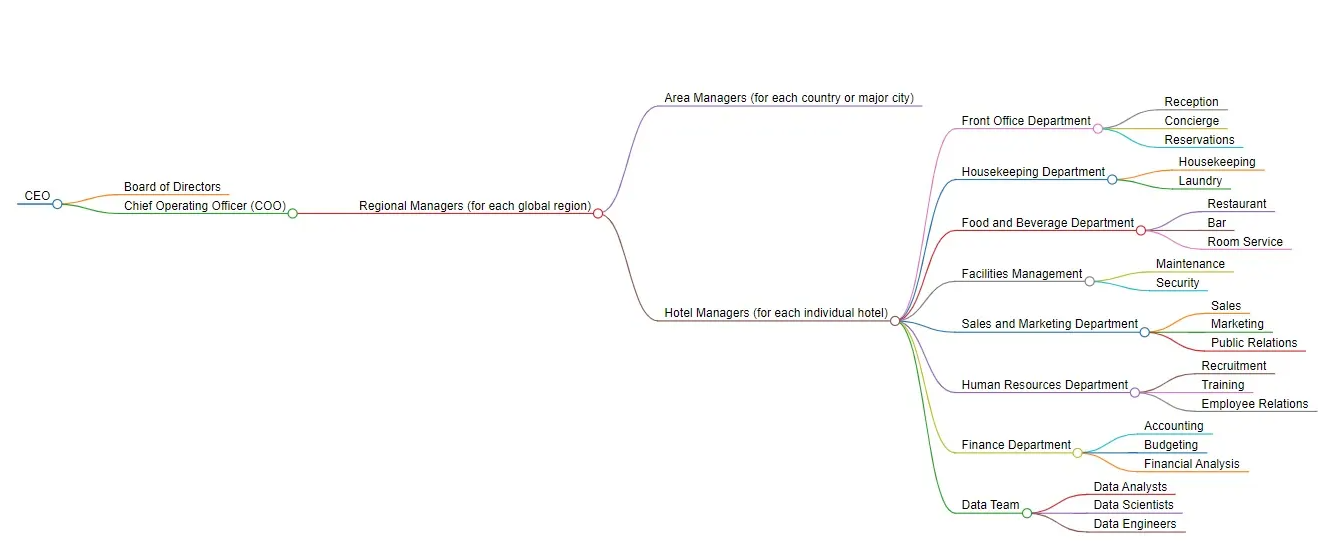 CEO
Board of Directors
Chief Operating Officer (COO)
Regional Managers (for each global region)
Area Managers (for each country or major city)
Hotel Managers (for each individual hotel)
Front Office Department
Reception
Concierge
Reservations
Housekeeping Department
Housekeeping
Laundry
Food and Beverage Department
Restaurant
Bar
Room Service
Facilities Management
Maintenance
Security
Sales and Marketing Department
Sales
Marketing
Public Relations
Human Resources Department
Recruitment
Training
Employee Relations
Finance Department
Accounting
Budgeting
Financial Analysis
Data Team
Data Analysts
Data Scientists
Data Engineers